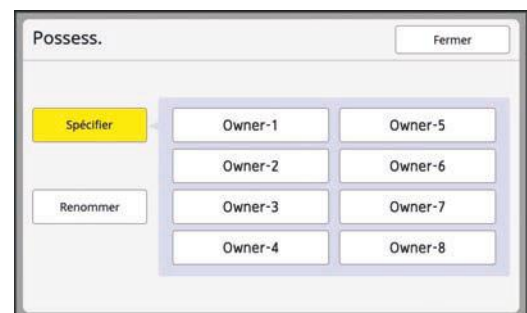 Possess.
Fermer
Spécifier
Owner-1
Owner-5
Owner-2
Owner-6
Renommer
Owner-3
Owner-7
Owner-4
Owner-8